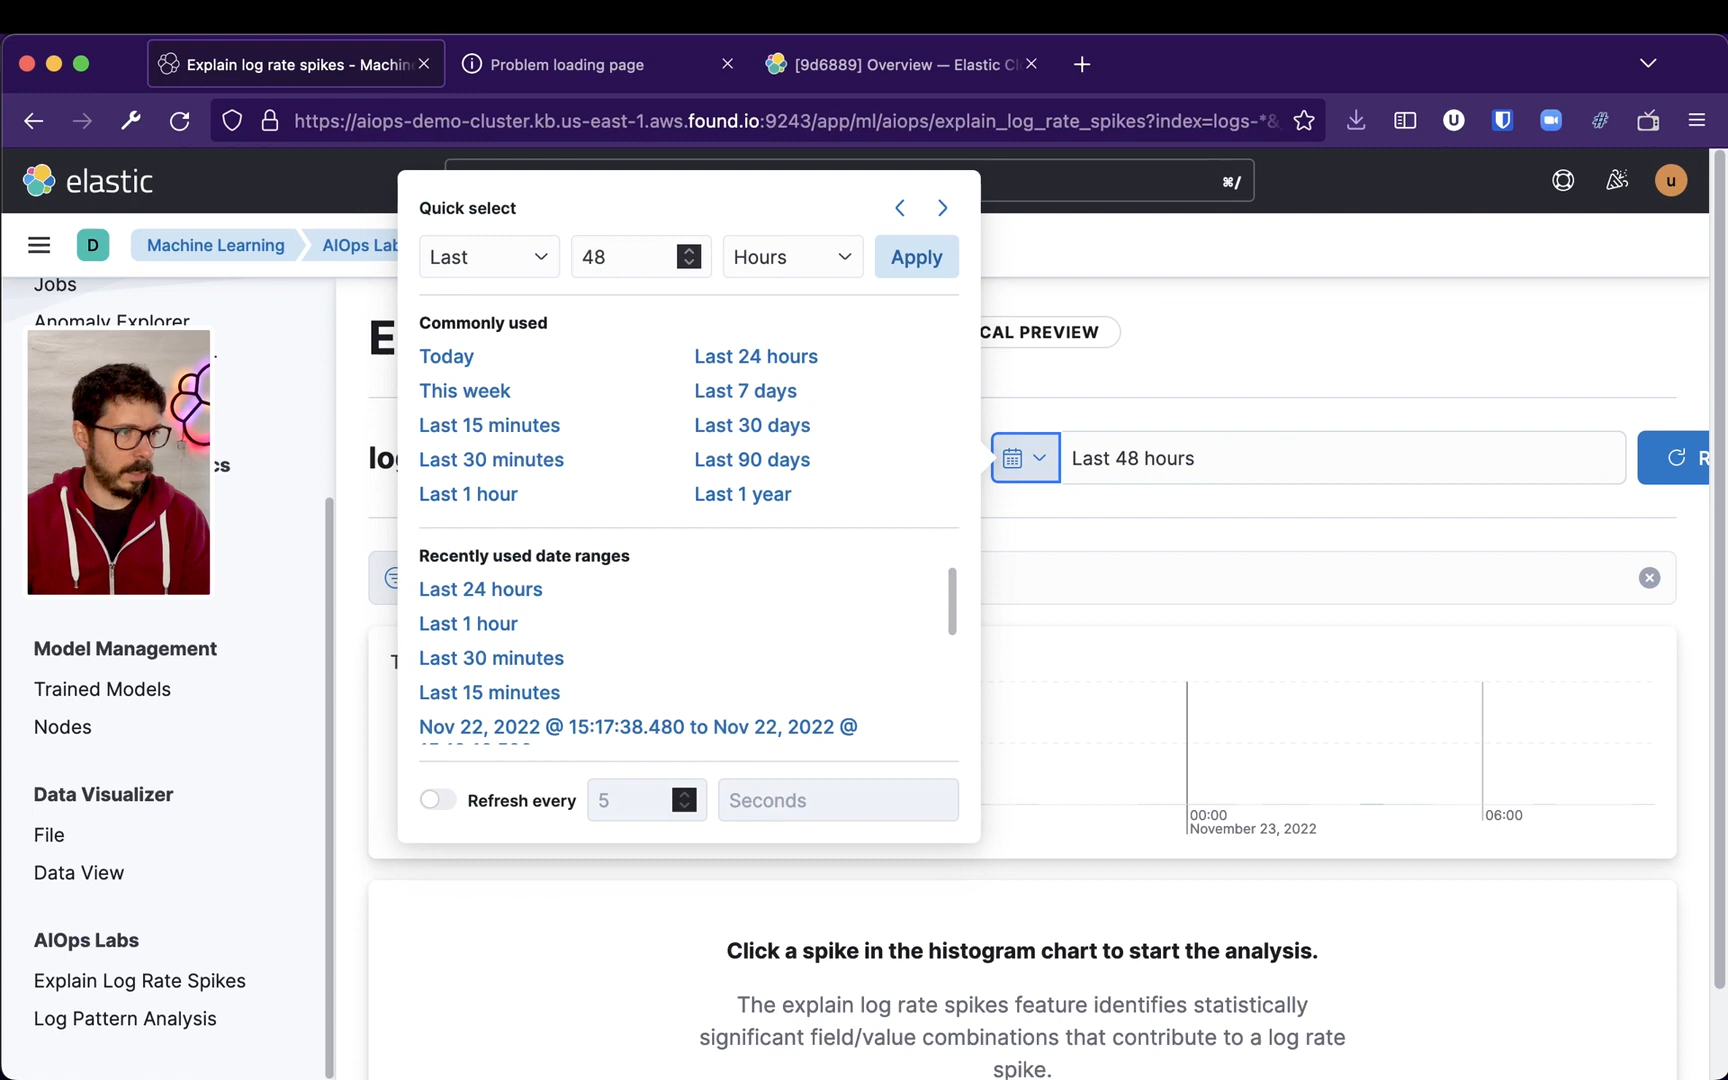 Explain log rate spikes - Machin
Problem loading page
[9d6889] Overview — Elastic Cl
https://aiops-demo-cluster.kb.us-east-1.aws.found.io:9243/app/ml/aiops/explain_log_rate_spikes?index=logs-*&
elastic
⌘/
u
D
Machine Learning
AIOps Lab
Quick select
Last
48
Hours
Apply
Commonly used
Today
Last 24 hours
This week
Last 7 days
Last 15 minutes
Last 30 days
Last 30 minutes
Last 90 days
Last 1 hour
Last 1 year
Recently used date ranges
Last 24 hours
Last 1 hour
Last 30 minutes
Last 15 minutes
Nov 22, 2022 @ 15:17:38.480 to Nov 22, 2022 @
Refresh every
5
Seconds
Jobs
Anomaly Explorer
cs
Model Management
Trained Models
Nodes
Data Visualizer
File
Data View
AIOps Labs
Explain Log Rate Spikes
Log Pattern Analysis
E
CAL PREVIEW
log
Last 48 hours
R
T
00:00
November 23, 2022
06:00
Click a spike in the histogram chart to start the analysis.
The explain log rate spikes feature identifies statistically
significant field/value combinations that contribute to a log rate
spike.